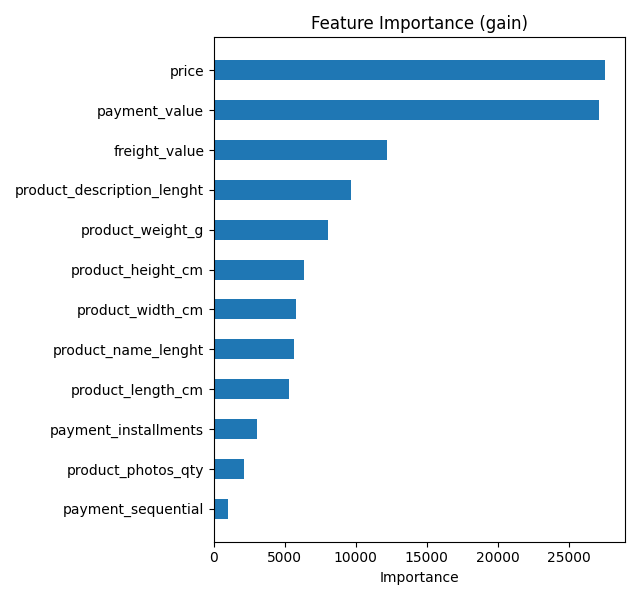 Feature Importance (gain)
price
payment_value
freight_value
product_description_lenght
product_weight_g
product_height_cm
product_width_cm
product_name_lenght
product_length_cm
payment_installments
product_photos_qty
payment_sequential
0 5000 10000 15000 20000 25000
Importance